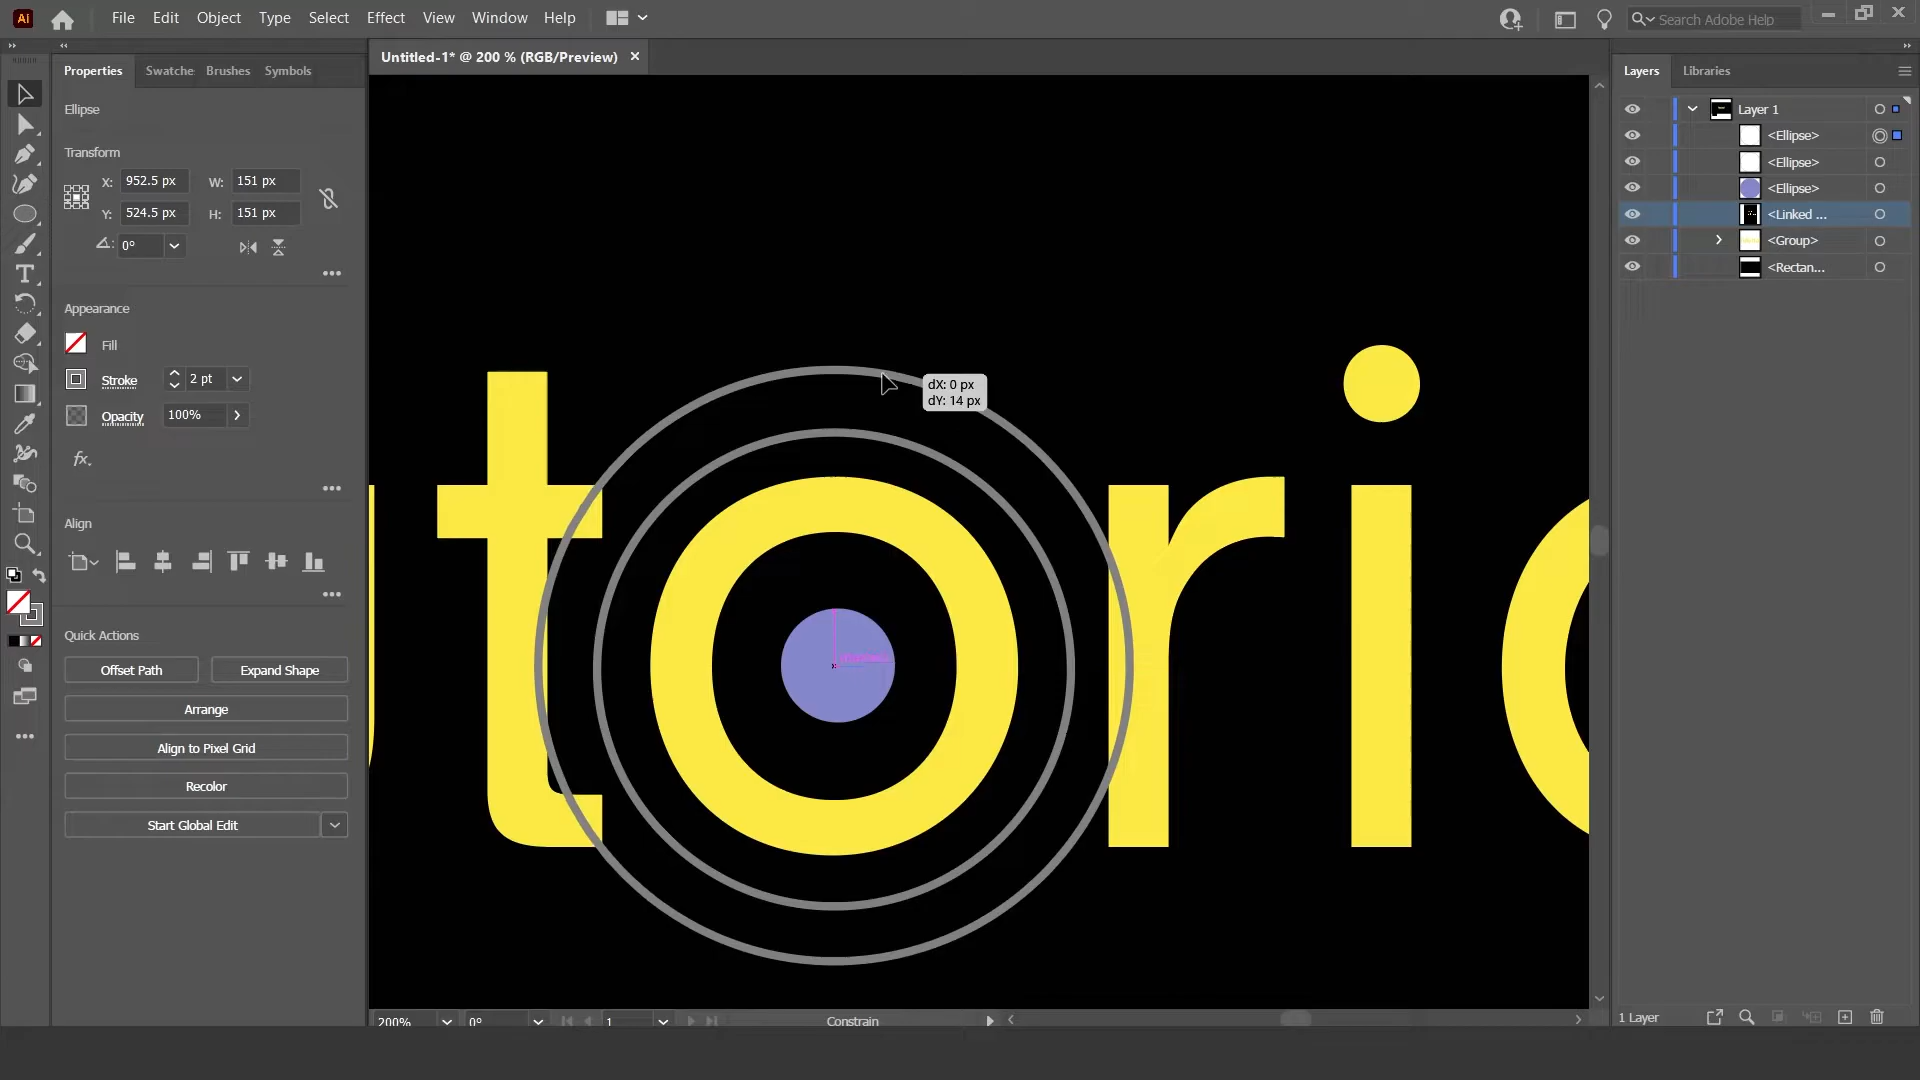 Ai File Edit Object Type Select Effect View Window Help Search Adobe Help
Untitled-1* @ 200 % (RGB/Preview)
Properties Swatche Brushes Symbols
Layers Libraries
Ellipse
Transform
X: 952.5 px W: 151 px
Y: 524.5 px H: 151 px
0°
Appearance
Fill
Stroke 2 pt
Opacity 100%
fx.
Align
Quick Actions
Offset Path Expand Shape
Arrange
Align to Pixel Grid
Recolor
Start Global Edit
dX: 0 px
dY: 14 px
tori
Layer 1
<Ellipse>
<Ellipse>
<Ellipse>
<Linked ...
<Group>
<Rectan...
200% 0° 1 Constrain
1 Layer